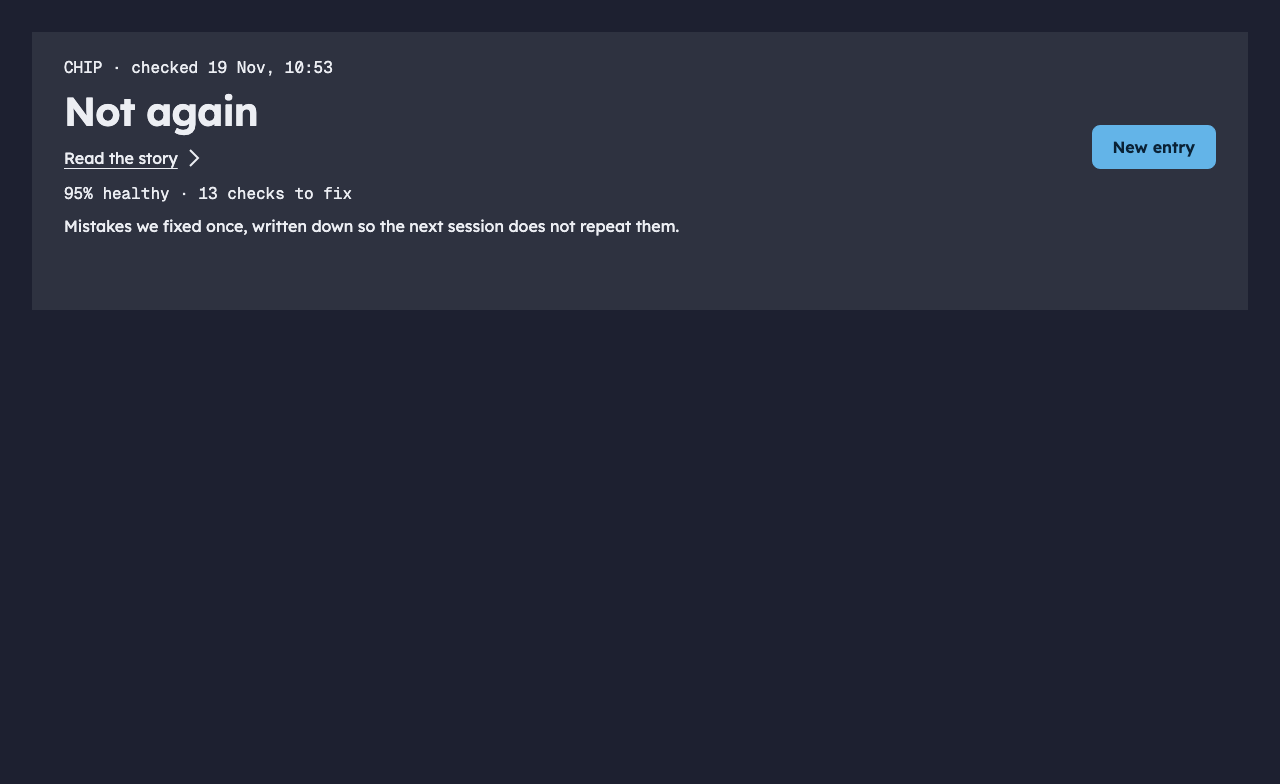 CHIP · checked 19 Nov, 10:53
Not again
Read the story
New entry
95% healthy · 13 checks to fix
Mistakes we fixed once, written down so the next session does not repeat them.